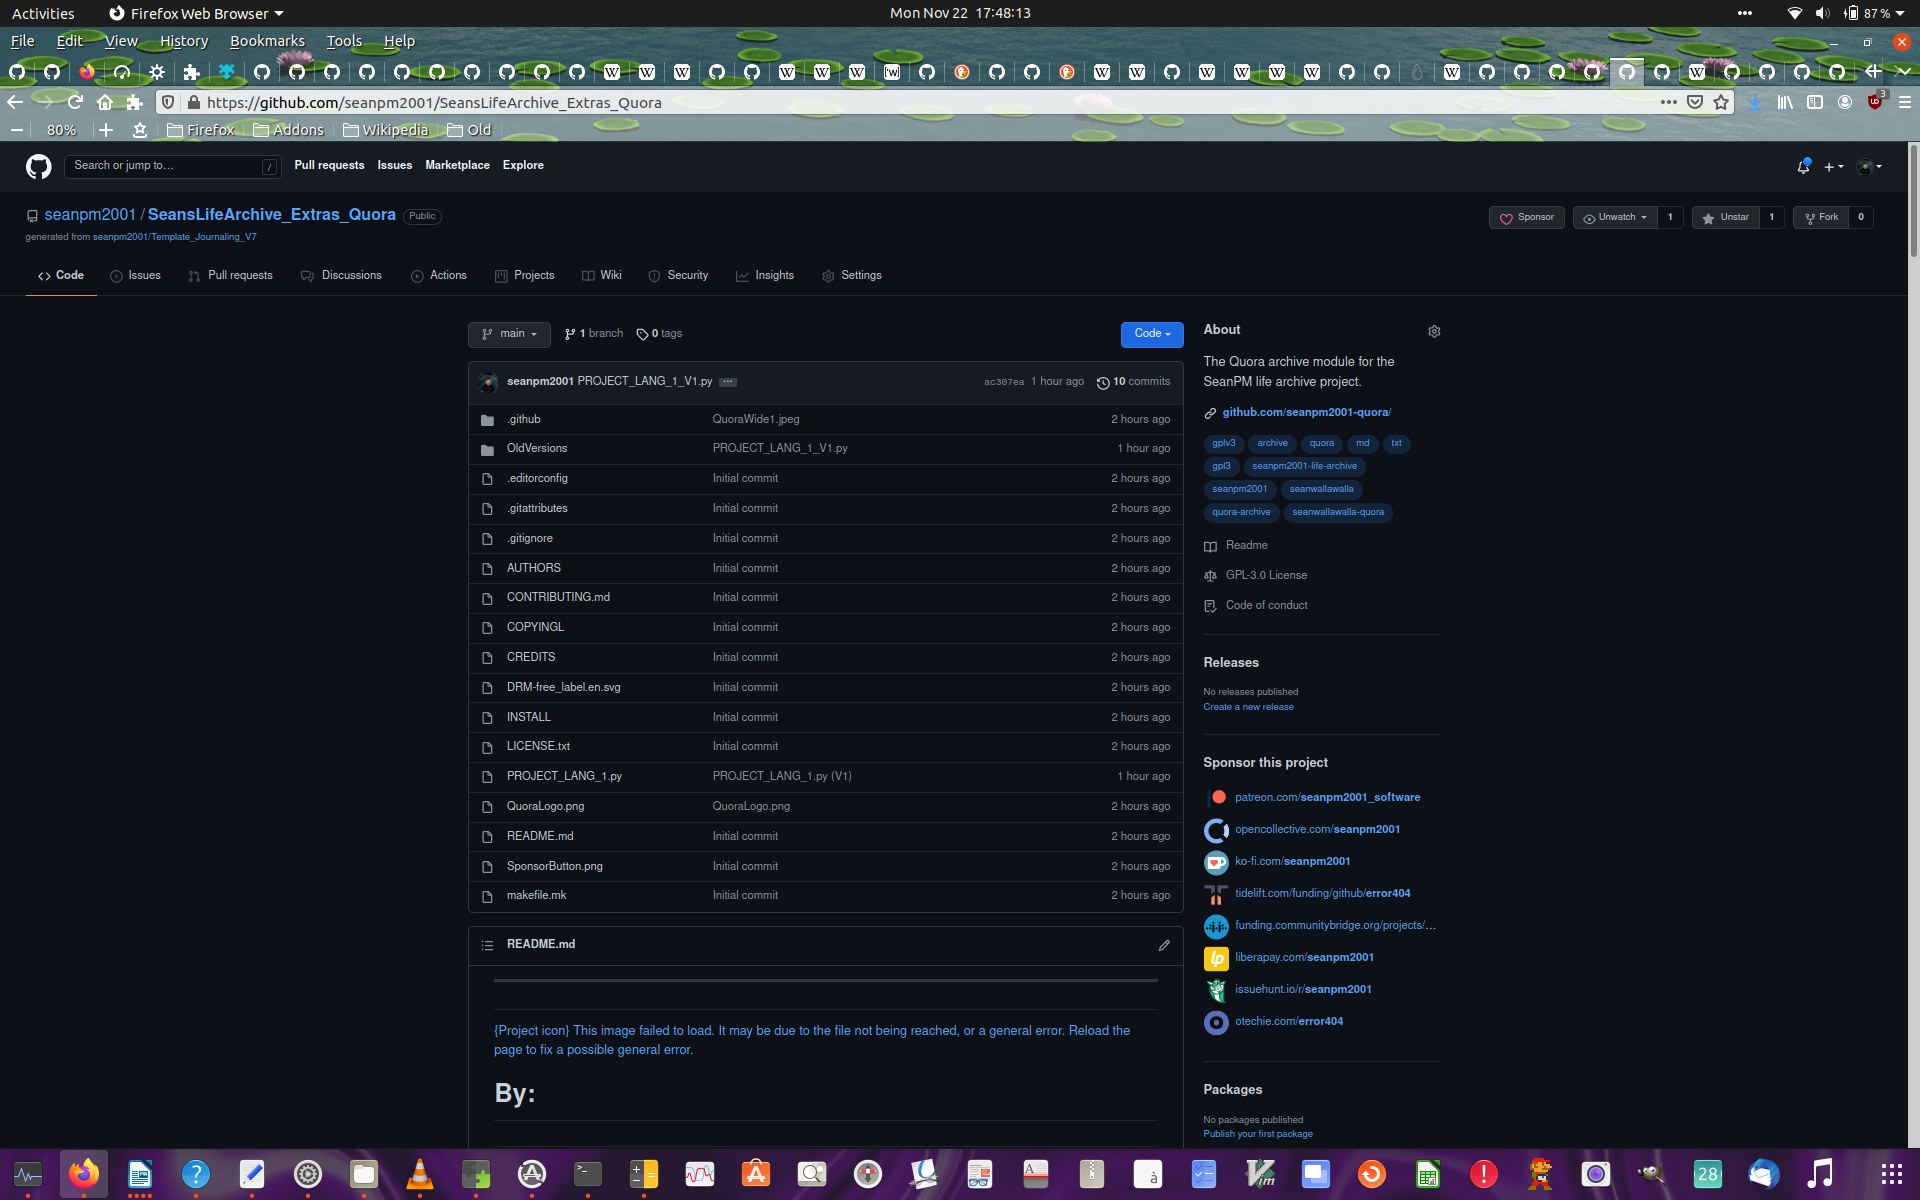 Activities
Firefox Web Browser
Mon Nov 22 17:48:13
87 %
File Edit View History Bookmarks Tools Help
https://github.com/seanpm2001/SeansLifeArchive_Extras_Quora
3
80%
Firefox
Addons
Wikipedia
Old
Search or jump to…
/
Pull requests
Issues
Marketplace
Explore
seanpm2001 / SeansLifeArchive_Extras_Quora
Public
generated from seanpm2001/Template_Journaling_V7
Sponsor
Unwatch
1
Unstar
1
Fork
0
Code
Issues
Pull requests
Discussions
Actions
Projects
Wiki
Security
Insights
Settings
main
1 branch
0 tags
Code
seanpm2001 PROJECT_LANG_1_V1.py
ac307ea 1 hour ago
10 commits
.github QuoraWide1.jpeg 2 hours ago
OldVersions PROJECT_LANG_1_V1.py 1 hour ago
.editorconfig Initial commit 2 hours ago
.gitattributes Initial commit 2 hours ago
.gitignore Initial commit 2 hours ago
AUTHORS Initial commit 2 hours ago
CONTRIBUTING.md Initial commit 2 hours ago
COPYINGL Initial commit 2 hours ago
CREDITS Initial commit 2 hours ago
DRM-free_label.en.svg Initial commit 2 hours ago
INSTALL Initial commit 2 hours ago
LICENSE.txt Initial commit 2 hours ago
PROJECT_LANG_1.py PROJECT_LANG_1.py (V1) 1 hour ago
QuoraLogo.png QuoraLogo.png 2 hours ago
README.md Initial commit 2 hours ago
SponsorButton.png Initial commit 2 hours ago
makefile.mk Initial commit 2 hours ago
README.md
{Project icon} This image failed to load. It may be due to the file not being reached, or a general error. Reload the
page to fix a possible general error.
By:
About
The Quora archive module for the
SeanPM life archive project.
github.com/seanpm2001-quora/
gplv3 archive quora md txt
gpl3 seanpm2001-life-archive
seanpm2001 seanwallawalla
quora-archive seanwallawalla-quora
Readme
GPL-3.0 License
Code of conduct
Releases
No releases published
Create a new release
Sponsor this project
patreon.com/seanpm2001_software
opencollective.com/seanpm2001
ko-fi.com/seanpm2001
tidelift.com/funding/github/error404
funding.communitybridge.org/projects/…
lp
liberapay.com/seanpm2001
issuehunt.io/r/seanpm2001
otechie.com/error404
Packages
No packages published
Publish your first package
28